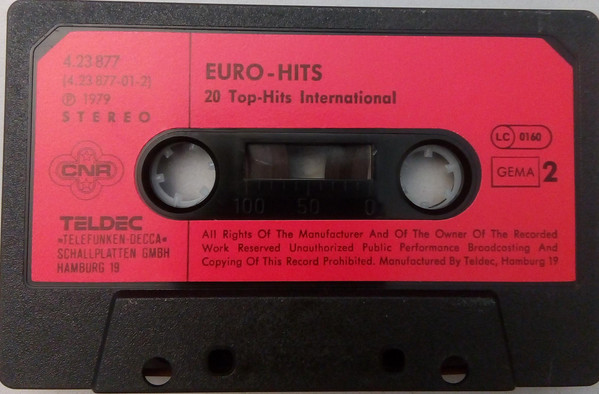 4.23 877
[4.23 877-01-2]
Ⓟ 1979
STEREO
EURO-HITS
20 Top-Hits International
LC 0160
CNR
GEMA 2
100 50 0
TELDEC
»TELEFUNKEN-DECCA«
SCHALLPLATTEN GMBH
HAMBURG 19
All Rights Of The Manufacturer And Of The Owner Of The Recorded
Work Reserved Unauthorized Public Performance Brodcasting And
Copying Of This Record Prohibited. Manufactured By Teldec, Hamburg 19